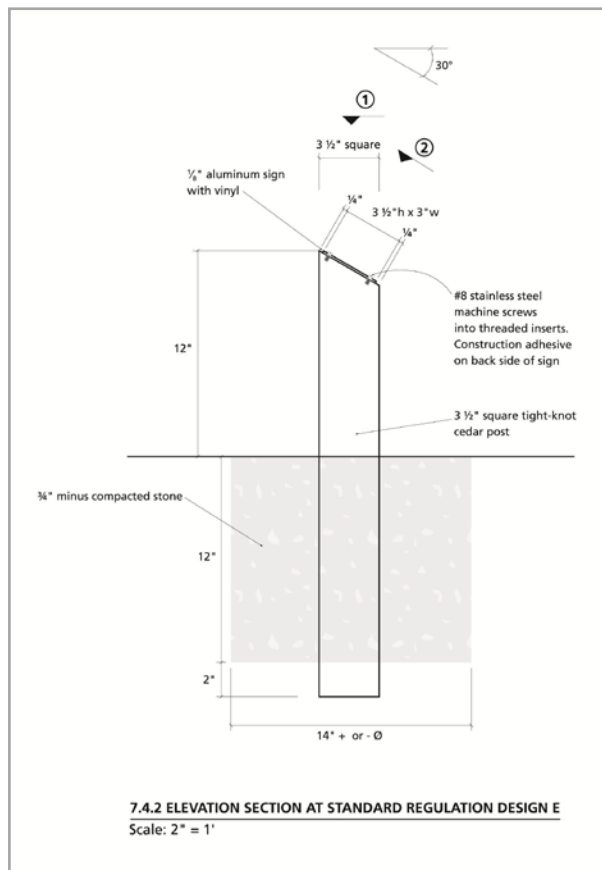 30°
①
3 ½" square
②
⅛" aluminum sign
with vinyl
¼"
3 ½"h x 3"w
¼"
#8 stainless steel
machine screws
into threaded inserts.
Construction adhesive
on back side of sign
12"
3 ½" square tight-knot
cedar post
¾" minus compacted stone
12"
2"
14" + or - Ø
7.4.2 ELEVATION SECTION AT STANDARD REGULATION DESIGN E
Scale: 2" = 1'